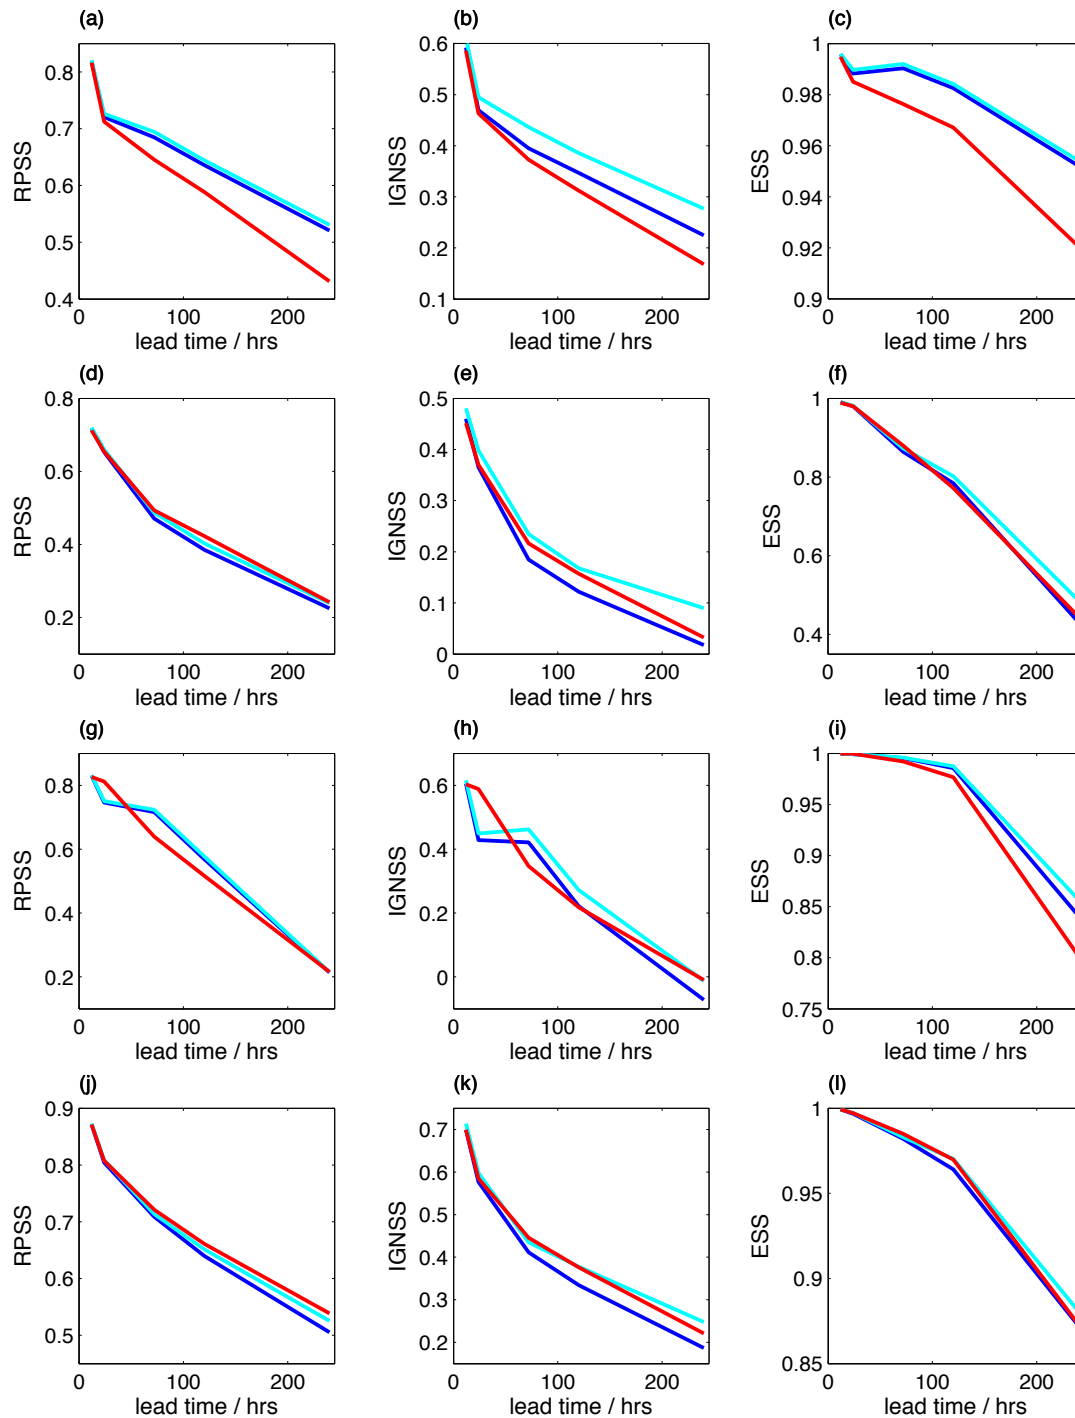 (a)
0.8
0.7
0.6
0.5
0.4
RPSS
0 100 200
lead time / hrs
(b)
0.6
0.5
0.4
0.3
0.2
0.1
IGNSS
0 100 200
lead time / hrs
(c)
1
0.98
0.96
0.94
0.92
0.9
ESS
0 100 200
lead time / hrs
(d)
0.8
0.6
0.4
0.2
RPSS
0 100 200
lead time / hrs
(e)
0.5
0.4
0.3
0.2
0.1
0
IGNSS
0 100 200
lead time / hrs
(f)
1
0.8
0.6
0.4
ESS
0 100 200
lead time / hrs
(g)
0.8
0.6
0.4
0.2
RPSS
0 100 200
lead time / hrs
(h)
0.6
0.4
0.2
0
IGNSS
0 100 200
lead time / hrs
(i)
1
0.95
0.9
0.85
0.8
0.75
ESS
0 100 200
lead time / hrs
(j)
0.9
0.8
0.7
0.6
0.5
RPSS
0 100 200
lead time / hrs
(k)
0.7
0.6
0.5
0.4
0.3
0.2
IGNSS
0 100 200
lead time / hrs
(l)
1
0.95
0.9
0.85
ESS
0 100 200
lead time / hrs